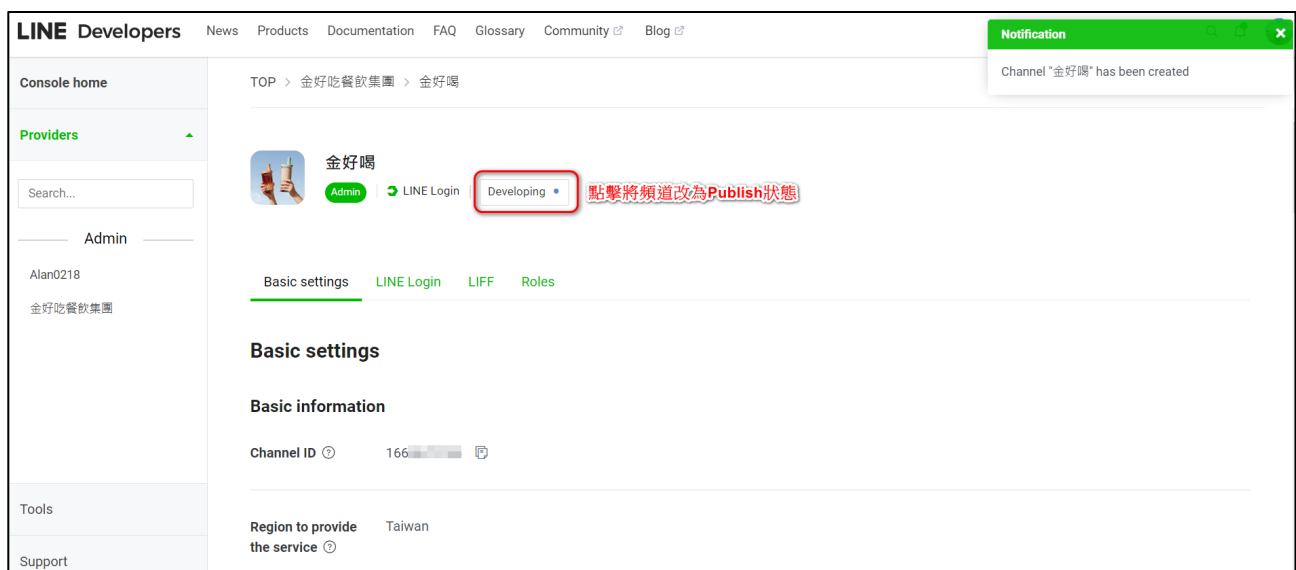 LINE Developers News Products Documentation FAQ Glossary Community Blog
Notification
Channel "金好喝" has been created
Console home
Providers
Search...
Admin
Alan0218
金好吃餐飲集團
Tools
Support
TOP > 金好吃餐飲集團 > 金好喝
金好喝
Admin LINE Login Developing 點擊將頻道改為Publish狀態
Basic settings LINE Login LIFF Roles
Basic settings
Basic information
Channel ID 166
Region to provide the service Taiwan